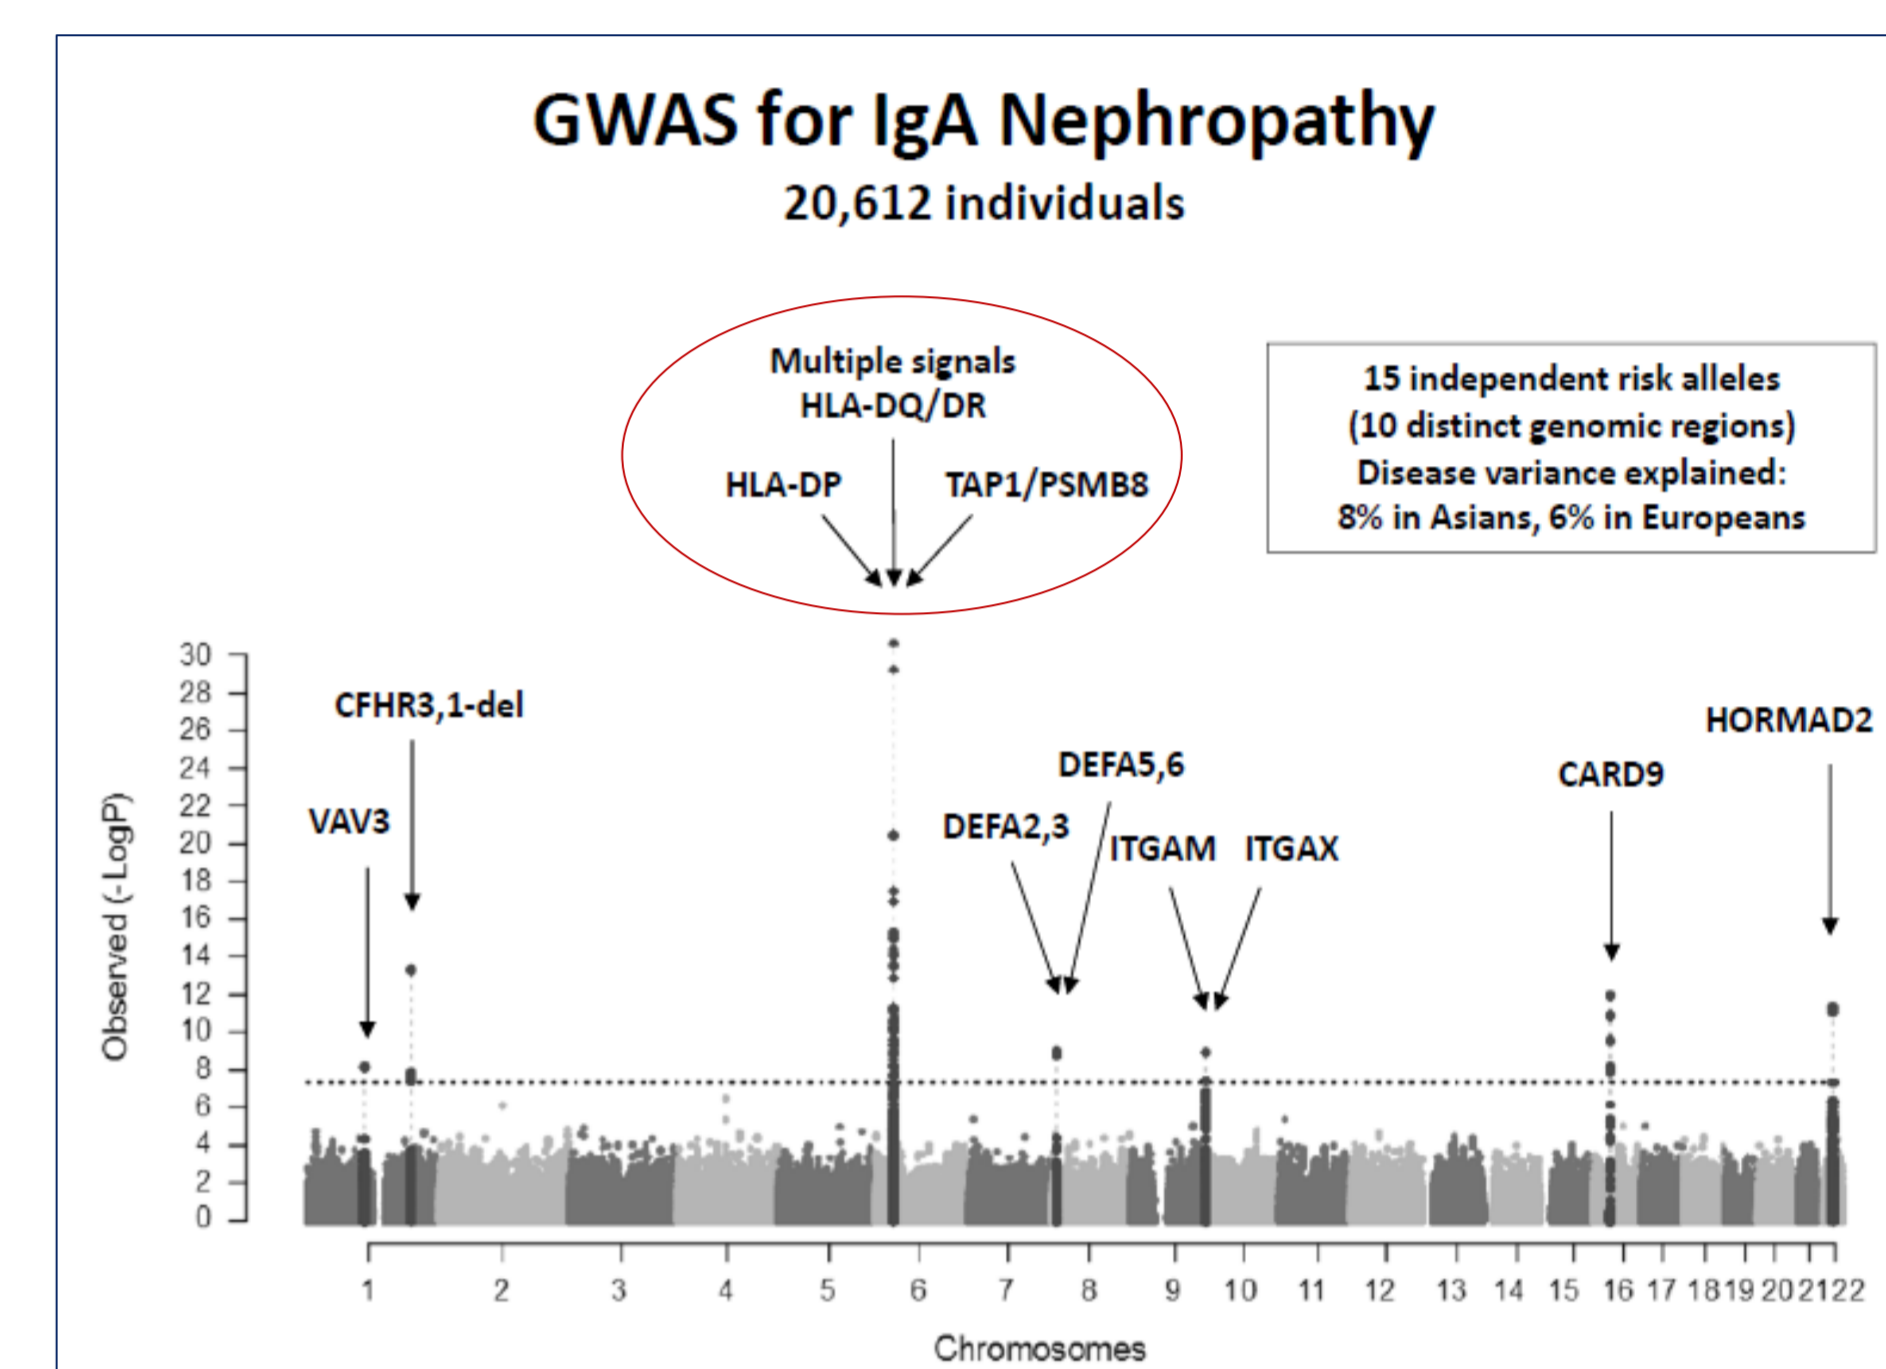 GWAS for IgA Nephropathy
20,612 individuals
Multiple signals
HLA-DQ/DR
HLA-DP
TAP1/PSMB8
15 independent risk alleles
(10 distinct genomic regions)
Disease variance explained:
8% in Asians, 6% in Europeans
CFHR3,1-del
VAV3
DEFA5,6
DEFA2,3
ITGAM
ITGAX
CARD9
HORMAD2
Observed (-LogP)
30
28
26
24
22
20
18
16
14
12
10
8
6
4
2
0
1 2 3 4 5 6 7 8 9 10 11 12 13 14 15 16 17 18 19 20 21 22
Chromosomes